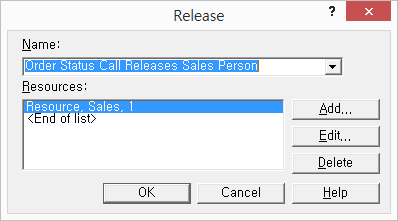 Release
?
Name:
Order Status Call Releases Sales Person
Resources:
Resource, Sales, 1
<End of list>
Add...
Edit...
Delete
OK
Cancel
Help